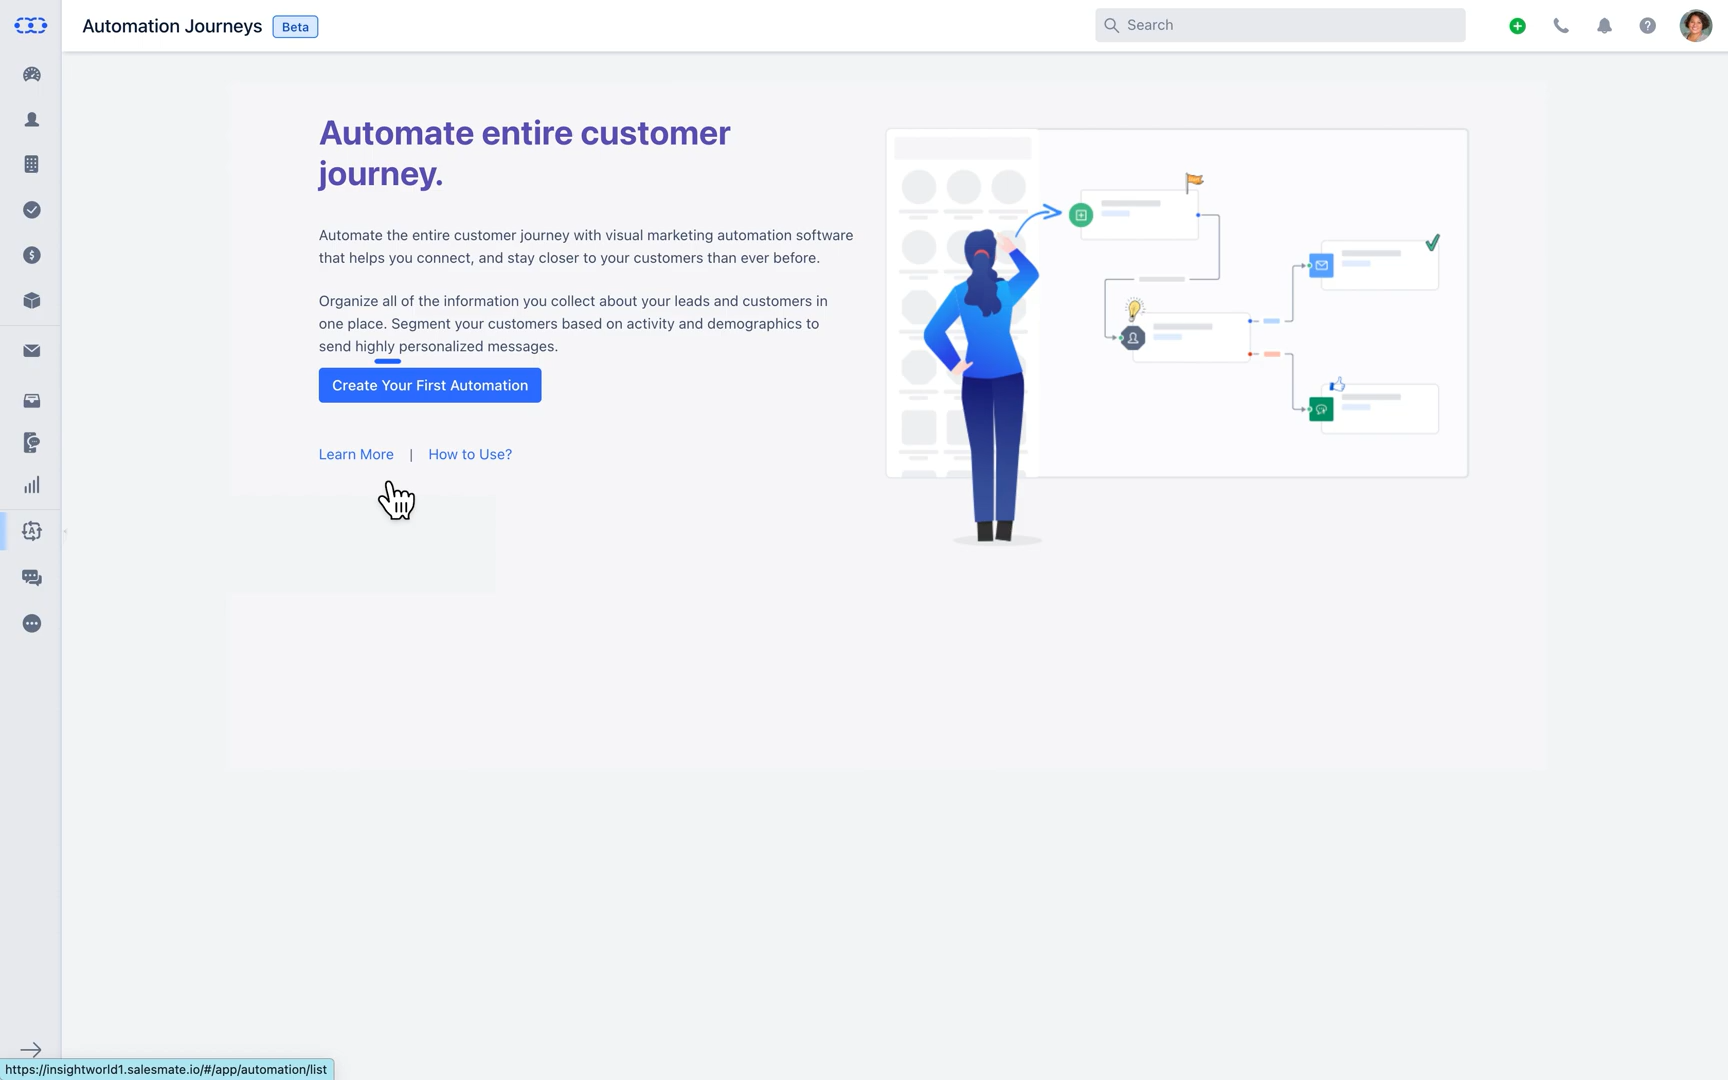 Automation Journeys
Beta
Search
Automate entire customer
journey.
Automate the entire customer journey with visual marketing automation software
that helps you connect, and stay closer to your customers than ever before.
Organize all of the information you collect about your leads and customers in
one place. Segment your customers based on activity and demographics to
send highly personalized messages.
Create Your First Automation
Learn More | How to Use?
https://insightworld1.salesmate.io/#/app/automation/list